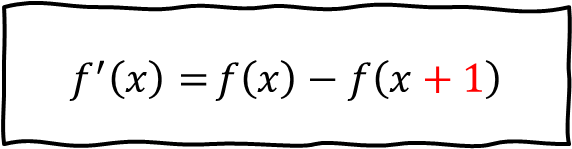 f′(x) = f(x) − f(x + 1)